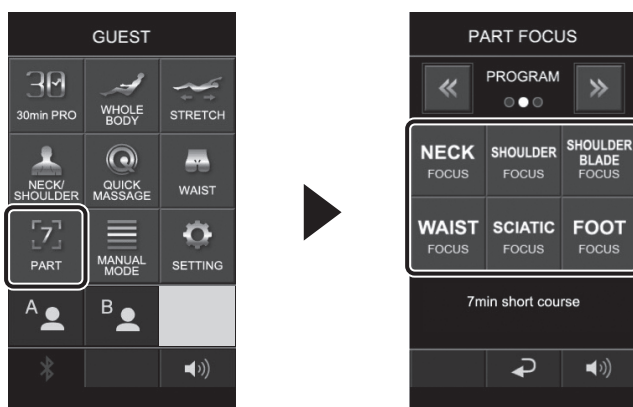 GUEST
30
30min PRO
WHOLE
BODY
STRETCH
NECK/
SHOULDER
QUICK
MASSAGE
WAIST
7
PART
MANUAL
MODE
SETTING
A
B
PART FOCUS
PROGRAM
NECK
FOCUS
SHOULDER
FOCUS
SHOULDER
BLADE
FOCUS
WAIST
FOCUS
SCIATIC
FOCUS
FOOT
FOCUS
7min short course